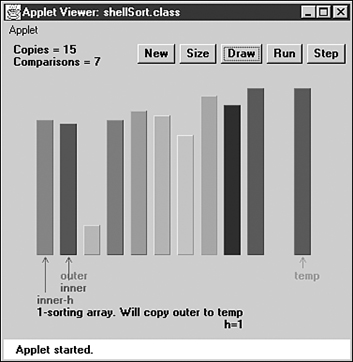 Applet Viewer: shellSort.class
Applet
Copies = 15
Comparisons = 7
New Size Draw Run Step
outer
inner
temp
inner-h
1-sorting array. Will copy outer to temp
h=1
Applet started.